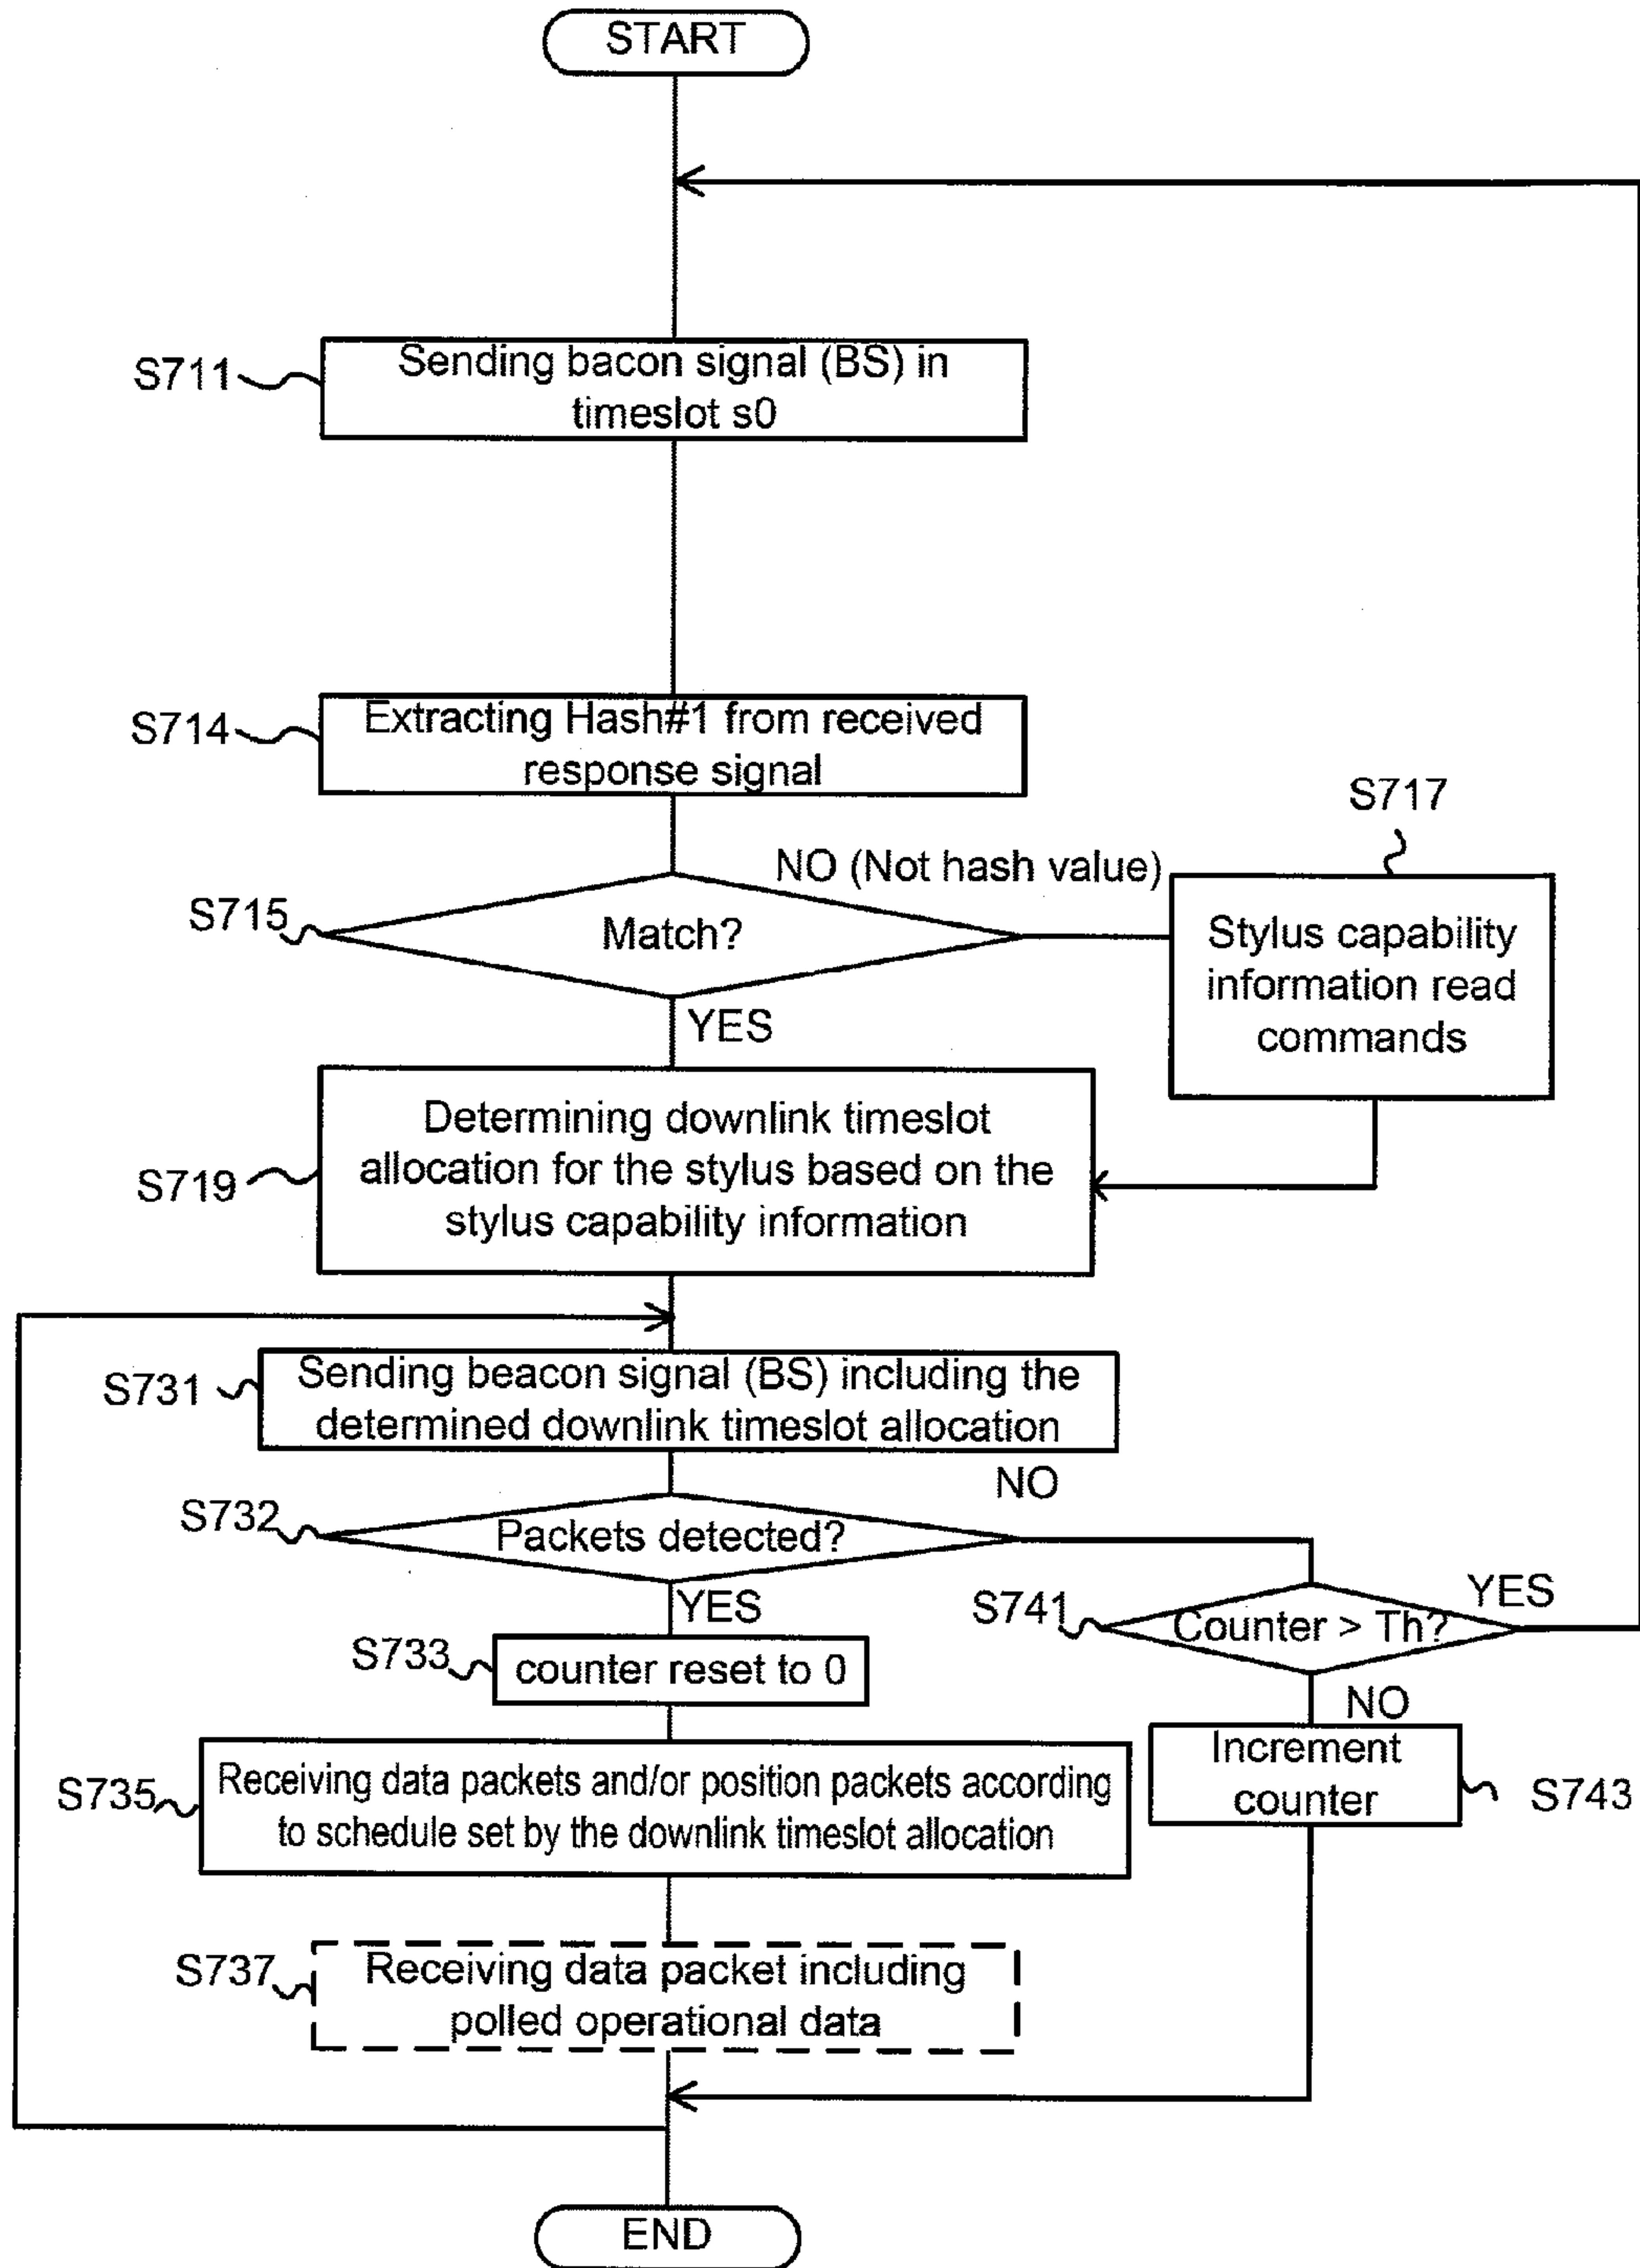 START
S711
Sending bacon signal (BS) in
timeslot s0
S714
Extracting Hash#1 from received
response signal
S717
NO (Not hash value)
S715
Match?
Stylus capability
information read
commands
YES
S719
Determining downlink timeslot
allocation for the stylus based on the
stylus capability information
S731
Sending beacon signal (BS) including the
determined downlink timeslot allocation
NO
S732
Packets detected?
YES
S741
Counter > Th?
YES
S733
counter reset to 0
NO
S735
Receiving data packets and/or position packets according
to schedule set by the downlink timeslot allocation
Increment
counter
S743
S737
Receiving data packet including
polled operational data
END